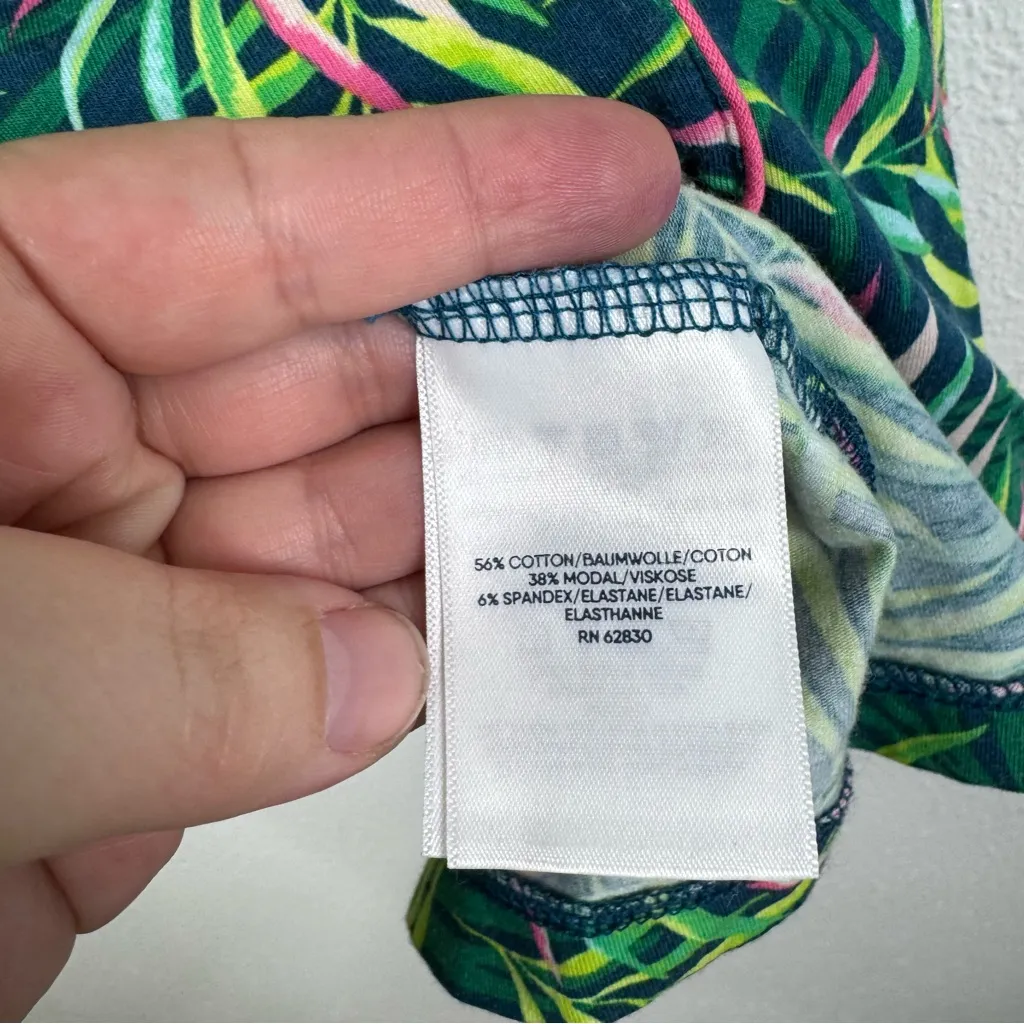 56% COTTON/BAUMWOLLE/COTON
38% MODAL/VISKOSE
6% SPANDEX/ELASTANE/ELASTANE/
ELASTHANNE
RN 62830